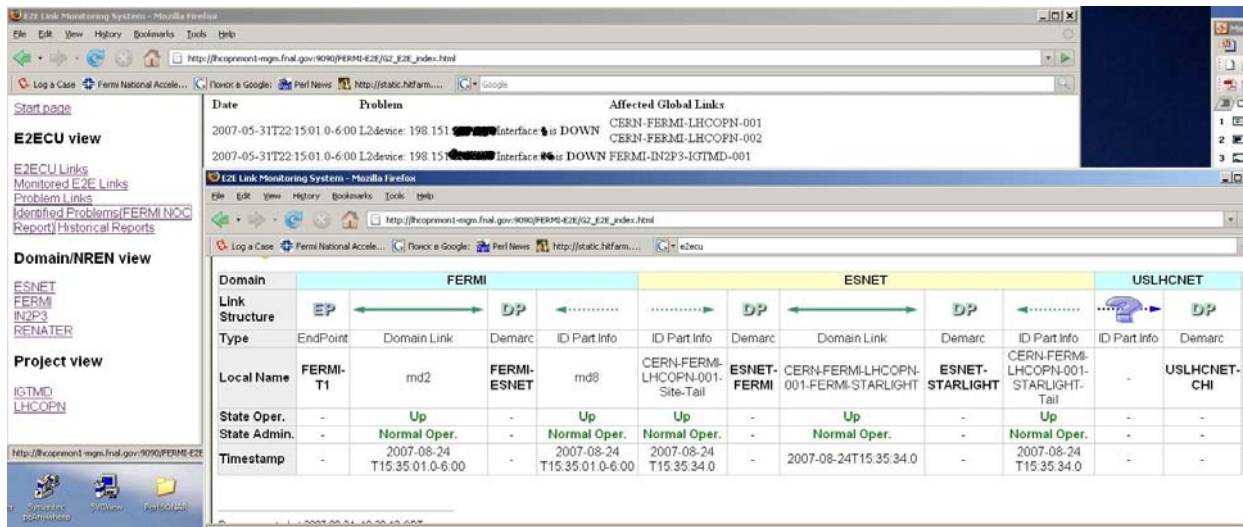 E2E Link Monitoring System - Mozilla Firefox
File Edit View History Bookmarks Tools Help
http://lhcopnmon1-mgm.fnal.gov:9090/FERMI-E2E/G2_E2E_index.html
Log a Case Fermi National Accele... Поиск в Google: Perl News http://static.hitfarm.... Google
Start page
E2ECU view
E2ECU Links
Monitored E2E Links
Problem Links
Identified Problems(FERMI NOC
Report) Historical Reports
Domain/NREN view
ESNET
FERMI
IN2P3
RENATER
Project view
IGTMD
LHCOPN
http://lhcopnmon1-mgm.fnal.gov:9090/FERMI-E2E
Date Problem Affected Global Links
2007-05-31T22:15:01.0-6:00 L2device: 198.151. Interface is DOWN CERN-FERMI-LHCOPN-001
CERN-FERMI-LHCOPN-002
2007-05-31T22:15:01.0-6:00 L2device: 198.151 Interface is DOWN FERMI-IN2P3-IGTMD-001
E2E Link Monitoring System - Mozilla Firefox
File Edit View History Bookmarks Tools Help
http://lhcopnmon1-mgm.fnal.gov:9090/FERMI-E2E/G2_E2E_index.html
Log a Case Fermi National Accele... Поиск в Google: Perl News http://static.hitfarm.... e2ecu
Domain FERMI ESNET USLHCNET
Link Structure EP DP DP DP DP
Type EndPoint Domain Link Demarc ID Part.Info ID Part.Info Demarc Domain Link Demarc ID Part.Info ID Part.Info Demarc
Local Name FERMI-T1 rnd2 FERMI-ESNET rnd8 CERN-FERMI-LHCOPN-001-Site-Tail ESNET-FERMI CERN-FERMI-LHCOPN-001-FERMI-STARLIGHT ESNET-STARLIGHT CERN-FERMI-LHCOPN-001-STARLIGHT-Tail - USLHCNET-CHI
State Oper. - Up - Up Up - Up - Up - -
State Admin. - Normal Oper. - Normal Oper. Normal Oper. - Normal Oper. - Normal Oper. - -
Timestamp - 2007-08-24 T15:35:01.0-6:00 - 2007-08-24 T15:35:01.0-6:00 2007-08-24 T15:35:34.0 - 2007-08-24T15:35:34.0 - 2007-08-24 T15:35:34.0 - -
1
2
3